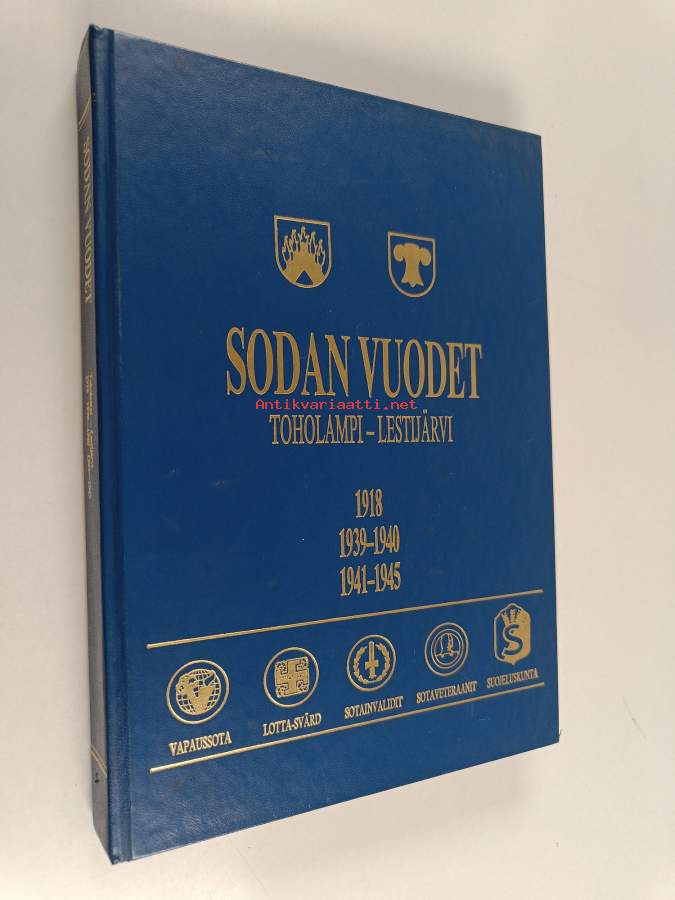 SODAN VUODET
Antikvariaatti.net
TOHOLAMPI – LESTIJÄRVI
1918
1939–1940
1941–1945
VAPAUSSOTA
LOTTA-SVÄRD
SOTAINVALIDIT
SOTAVETERAANIT
S
SUOJELUSKUNTA
SODAN VUODET